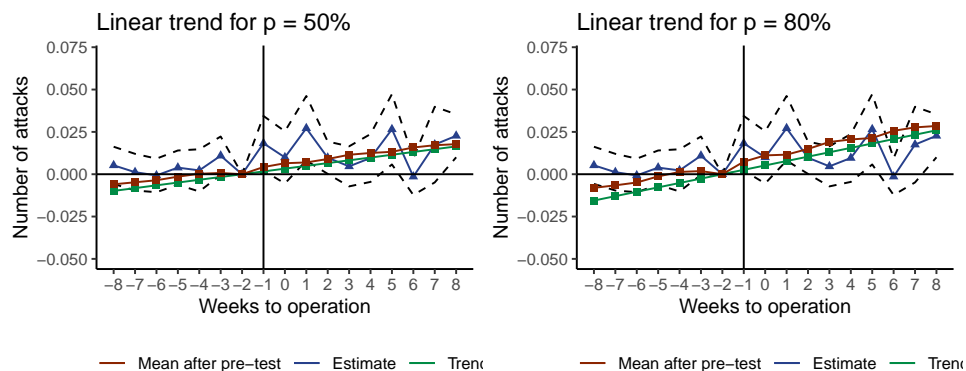 Linear trend for p = 50%
Number of attacks
0.075
0.050
0.025
0.000
−0.025
−0.050
−8 −7 −6 −5 −4 −3 −2 −1 0 1 2 3 4 5 6 7 8
Weeks to operation
Mean after pre−test Estimate Trend
Linear trend for p = 80%
Number of attacks
0.075
0.050
0.025
0.000
−0.025
−0.050
−8 −7 −6 −5 −4 −3 −2 −1 0 1 2 3 4 5 6 7 8
Weeks to operation
Mean after pre−test Estimate Trend